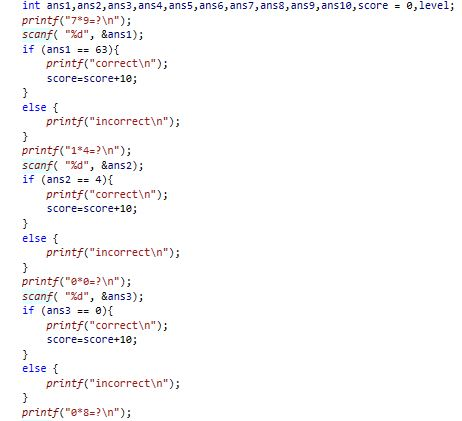 int ans1,ans2,ans3,ans4,ans5,ans6,ans7,ans8,ans9,ans10,score = 0,level;
printf("7*9=?\n");
scanf( "%d", &ans1);
if (ans1 == 63){
printf("correct\n");
score=score+10;
}
else {
printf("incorrect\n");
}
printf("1*4=?\n");
scanf( "%d", &ans2);
if (ans2 == 4){
printf("correct\n");
score=score+10;
}
else {
printf("incorrect\n");
}
printf("0*0=?\n");
scanf( "%d", &ans3);
if (ans3 == 0){
printf("correct\n");
score=score+10;
}
else {
printf("incorrect\n");
}
printf("0*8=?\n");